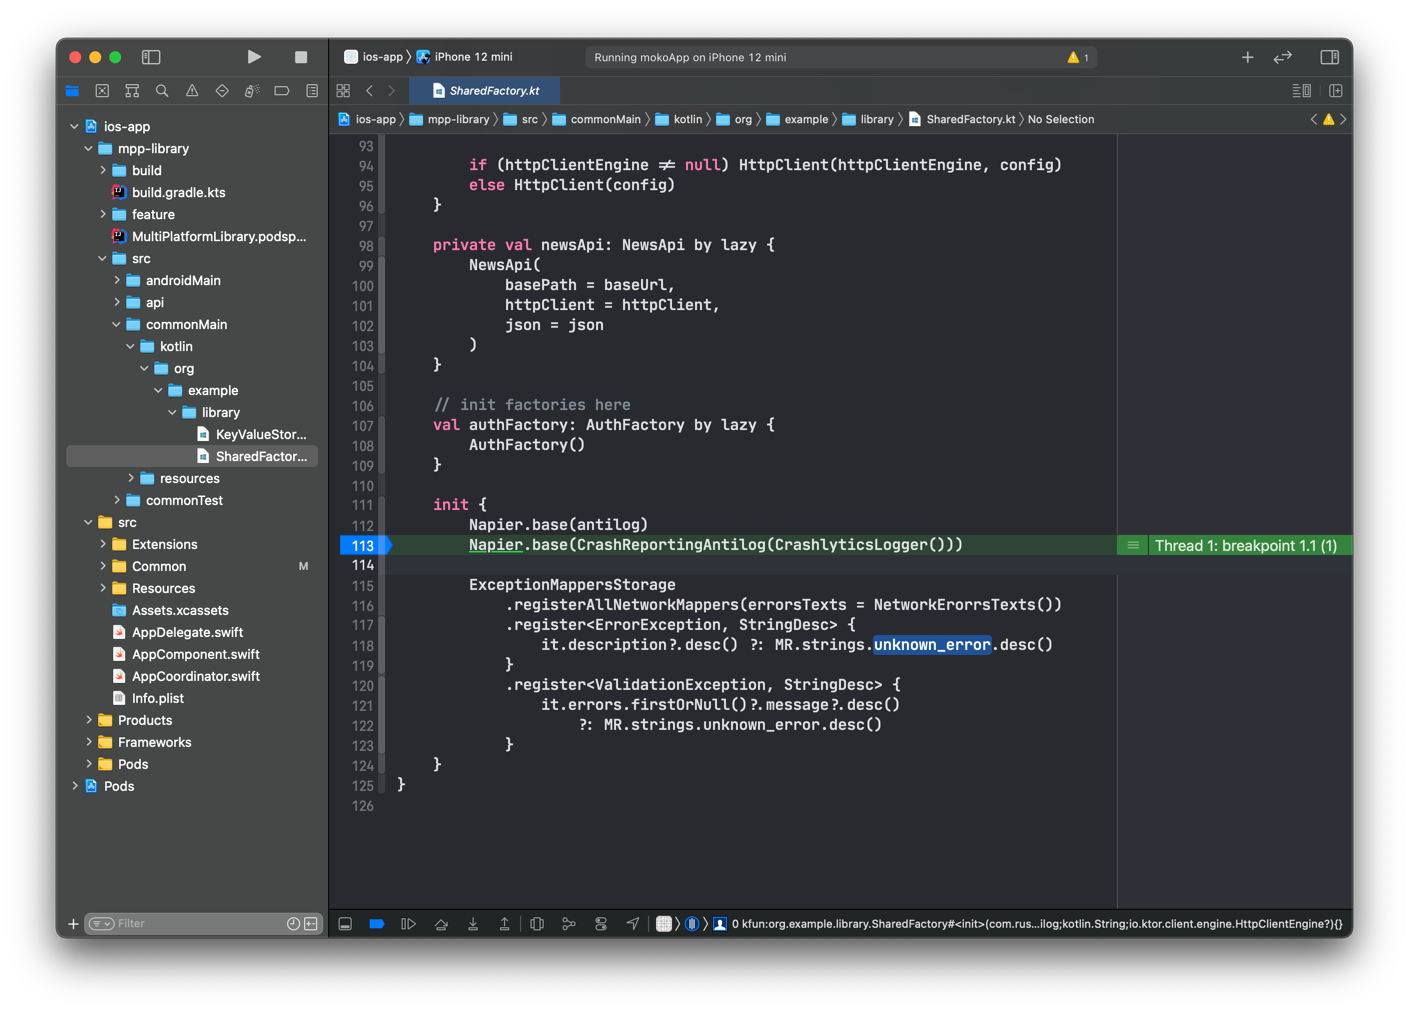 ios-app 〉 iPhone 12 mini
Running mokoApp on iPhone 12 mini
1
SharedFactory.kt
ios-app 〉 mpp-library 〉 src 〉 commonMain 〉 kotlin 〉 org 〉 example 〉 library 〉 SharedFactory.kt 〉 No Selection
ios-app
mpp-library
build
build.gradle.kts
feature
MultiPlatformLibrary.podsp...
src
androidMain
api
commonMain
kotlin
org
example
library
KeyValueStor...
SharedFactor...
resources
commonTest
src
Extensions
Common M
Resources
Assets.xcassets
AppDelegate.swift
AppComponent.swift
AppCoordinator.swift
Info.plist
Products
Frameworks
Pods
Pods
Filter
93
94 if (httpClientEngine ≠ null) HttpClient(httpClientEngine, config)
95 else HttpClient(config)
96 }
97
98 private val newsApi: NewsApi by lazy {
99 NewsApi(
100 basePath = baseUrl,
101 httpClient = httpClient,
102 json = json
103 )
104 }
105
106 // init factories here
107 val authFactory: AuthFactory by lazy {
108 AuthFactory()
109 }
110
111 init {
112 Napier.base(antilog)
113 Napier.base(CrashReportingAntilog(CrashlyticsLogger())) Thread 1: breakpoint 1.1 (1)
114
115 ExceptionMappersStorage
116 .registerAllNetworkMappers(errorsTexts = NetworkErorrsTexts())
117 .register<ErrorException, StringDesc> {
118 it.description?.desc() ?: MR.strings.unknown_error.desc()
119 }
120 .register<ValidationException, StringDesc> {
121 it.errors.firstOrNull()?.message?.desc()
122 ?: MR.strings.unknown_error.desc()
123 }
124 }
125 }
126
0 kfun:org.example.library.SharedFactory#<init>(com.rus...ilog;kotlin.String;io.ktor.client.engine.HttpClientEngine?){}